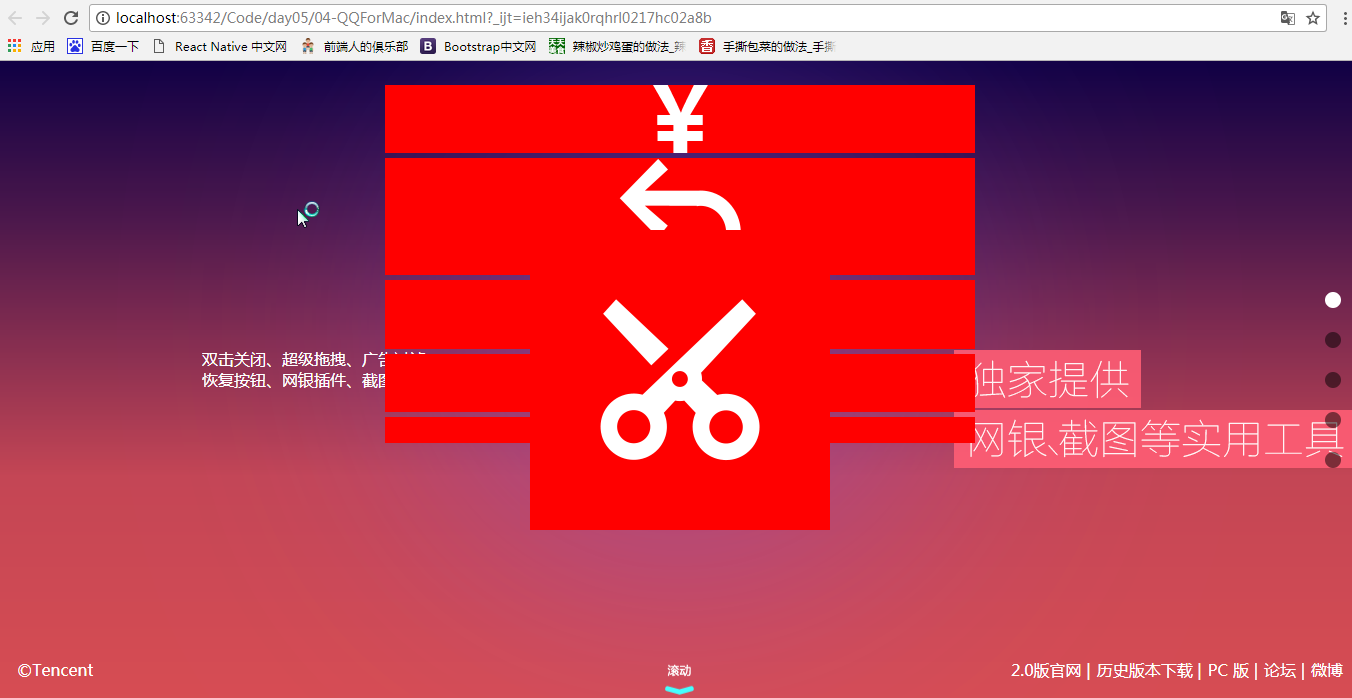 localhost:63342/Code/day05/04-QQForMac/index.html?_ijt=ieh34ijak0rqhrl0217hc02a8b
应用 百度一下 React Native 中文网 前端人的俱乐部 B Bootstrap中文网 辣椒炒鸡蛋的做法_辣 香 手撕包菜的做法_手撕
¥
双击关闭、超级拖拽、广告
恢复按钮、网银插件、截图
独家提供
网银、截图等实用工具
©Tencent
滚动
2.0版官网 | 历史版本下载 | PC 版 | 论坛 | 微博